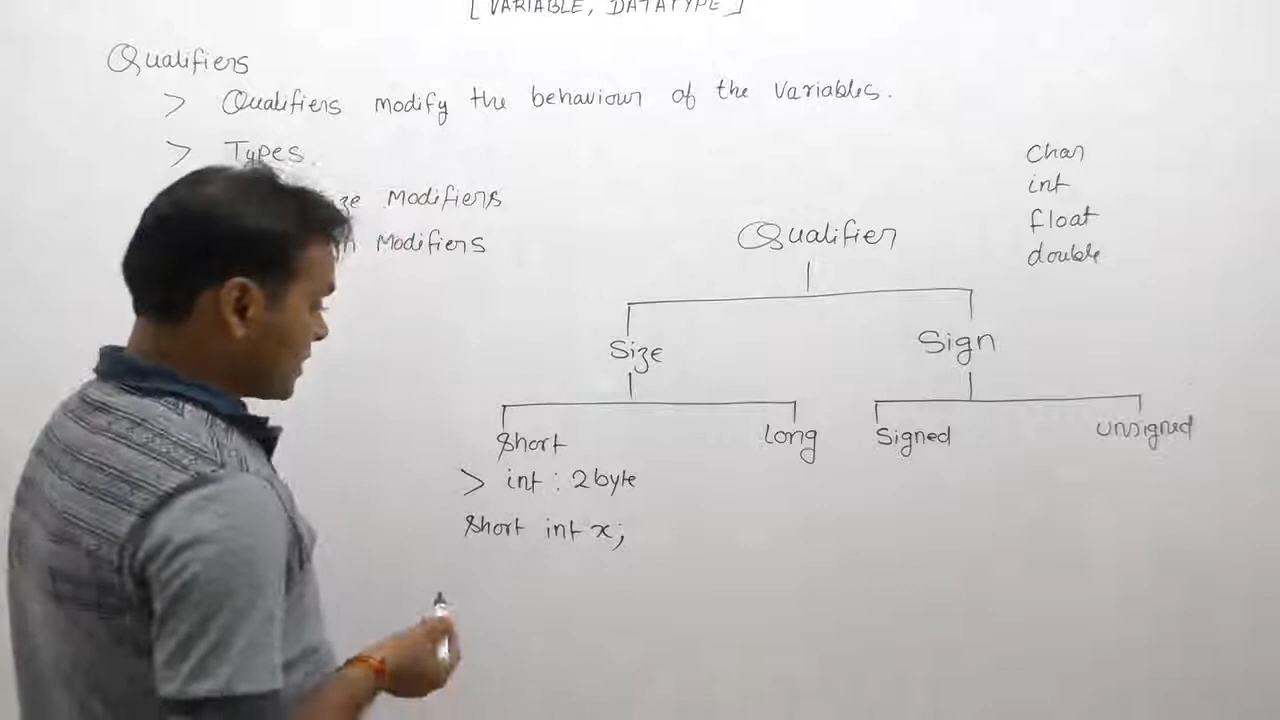 [VARIABLE, DATATYPE]
Qualifiers
> Qualifiers modify the behaviour of the variables.
> Types.
Modifiers
Modifiers
Qualifier
Size
Sign
Short
Long
Signed
unsigned
> int : 2 byte
Short int x;
char
int
float
double